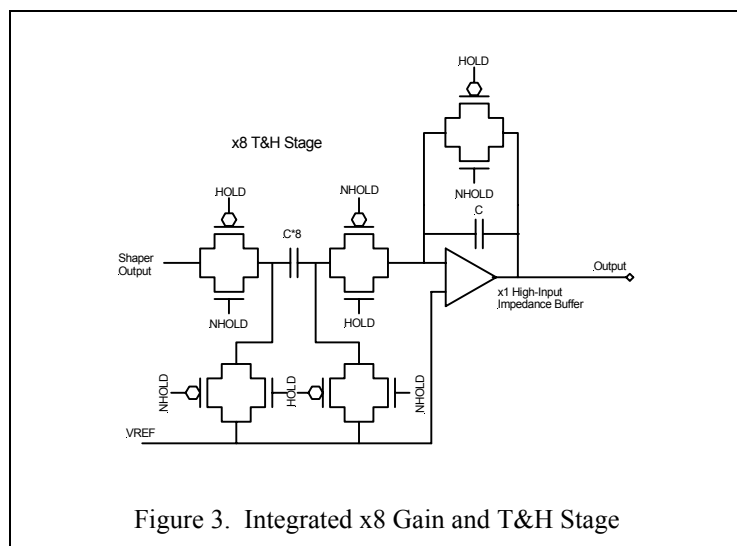 HOLD
x8 T&H Stage
HOLD
NHOLD
NHOLD
C*8
C
Shaper
Output
Output
x1 High-Input
Impedance Buffer
NHOLD
HOLD
NHOLD
HOLD
NHOLD
VREF
Figure 3. Integrated x8 Gain and T&H Stage